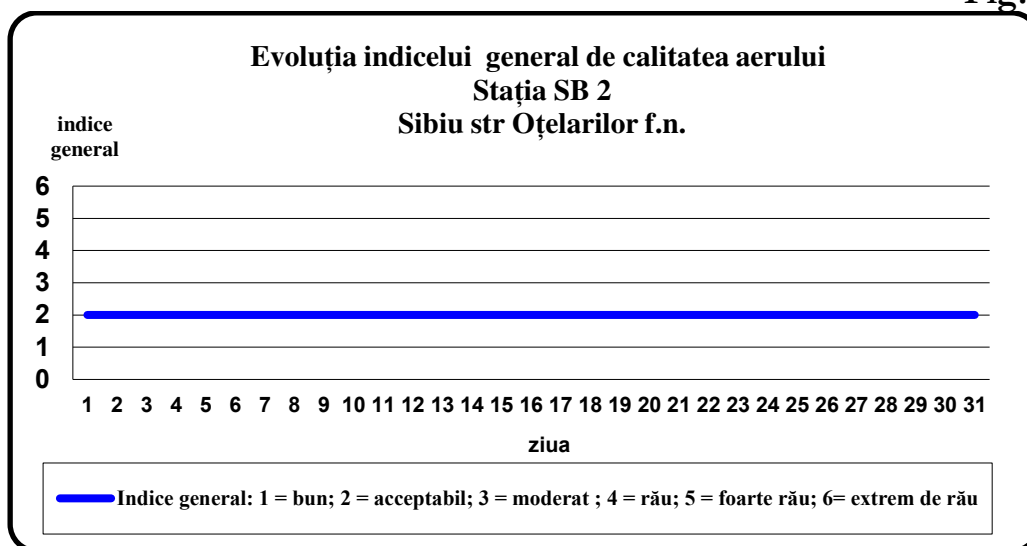 Fig.
Evoluția indicelui general de calitatea aerului
Stația SB 2
Sibiu str Oțelarilor f.n.
indice
general
6
5
4
3
2
1
0
1 2 3 4 5 6 7 8 9 10 11 12 13 14 15 16 17 18 19 20 21 22 23 24 25 26 27 28 29 30 31
ziua
Indice general: 1 = bun; 2 = acceptabil; 3 = moderat ; 4 = rău; 5 = foarte rău; 6= extrem de rău